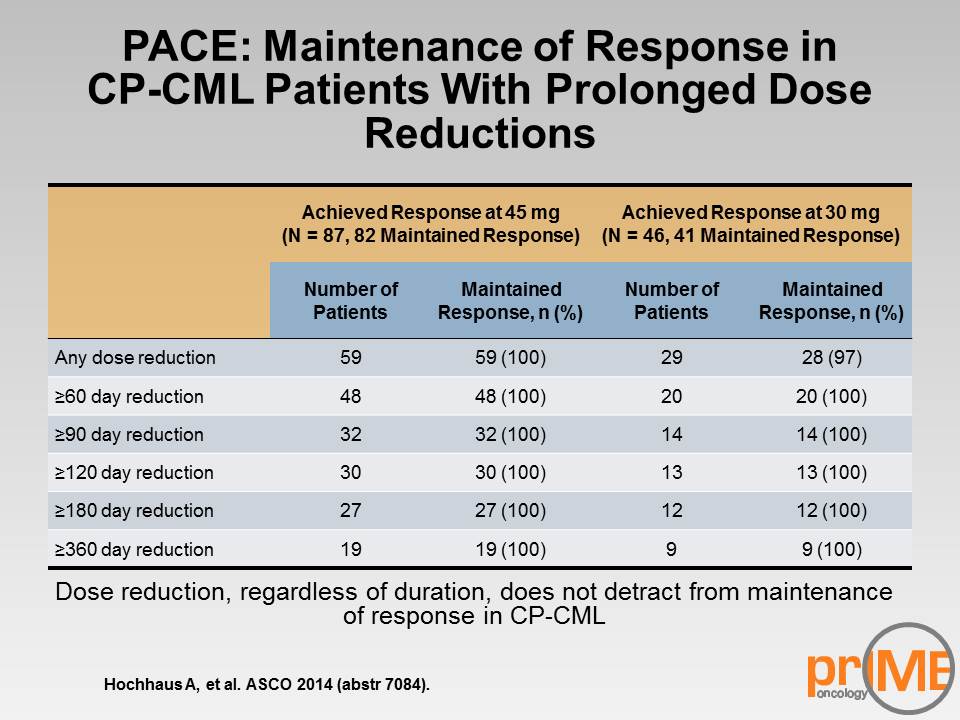 PACE: Maintenance of Response in
CP-CML Patients With Prolonged Dose
Reductions
Achieved Response at 45 mg
(N = 87, 82 Maintained Response)
Achieved Response at 30 mg
(N = 46, 41 Maintained Response)
Number of
Patients
Maintained
Response, n (%)
Number of
Patients
Maintained
Response, n (%)
Any dose reduction 59 59 (100) 29 28 (97)
≥60 day reduction 48 48 (100) 20 20 (100)
≥90 day reduction 32 32 (100) 14 14 (100)
≥120 day reduction 30 30 (100) 13 13 (100)
≥180 day reduction 27 27 (100) 12 12 (100)
≥360 day reduction 19 19 (100) 9 9 (100)
Dose reduction, regardless of duration, does not detract from maintenance
of response in CP-CML
Hochhaus A, et al. ASCO 2014 (abstr 7084).
prIME
oncology